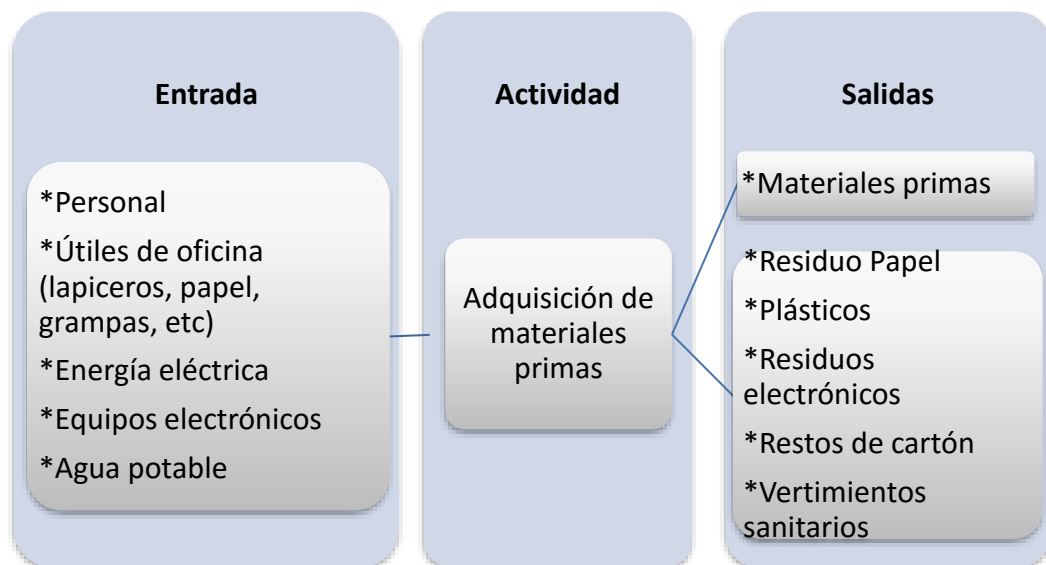 Entrada
*Personal
*Útiles de oficina
(lapiceros, papel,
grampas, etc)
*Energía eléctrica
*Equipos electrónicos
*Agua potable
Actividad
Adquisición de
materiales
primas
Salidas
*Materiales primas
*Residuo Papel
*Plásticos
*Residuos
electrónicos
*Restos de cartón
*Vertimientos
sanitarios